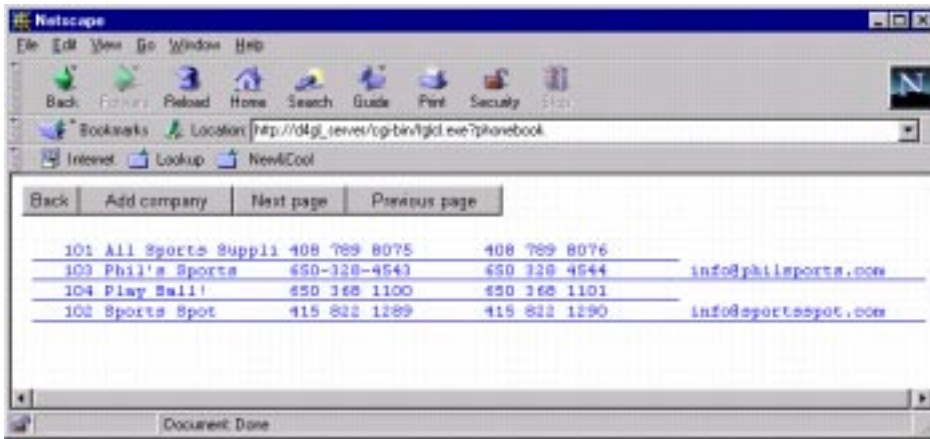 Netscape
File Edit View Go Window Help
Back Forward Reload Home Search Guide Print Security Stop
Bookmarks Location: http://d4gl_server/cgi-bin/fglcl.exe?phonebook
Internet Lookup New&Cool
Back Add company Next page Previous page
101 All Sports Suppli 408 789 8075 408 789 8076
103 Phil's Sports 650-328-4543 650 328 4544 info@philsports.com
104 Play Ball! 650 368 1100 650 368 1101
102 Sports Spot 415 822 1289 415 822 1290 info@sportsspot.com
Document: Done